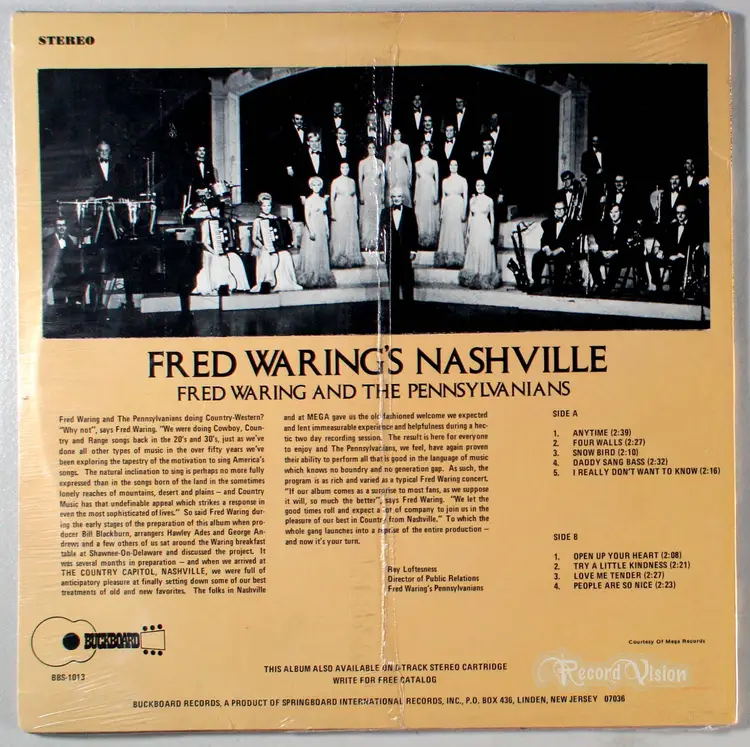 STEREO
FRED WARING'S NASHVILLE
FRED WARING AND THE PENNSYLVANIANS
Fred Waring and The Pennsylvanians doing Country-Western?
"Why not", says Fred Waring. "We were doing Cowboy, Coun-
try and Range songs back in the 20's and 30's, just as we've
done all other types of music in the over fifty years we've
been exploring the tapestry of the motivation to sing America's
songs. The natural inclination to sing is perhaps no more fully
expressed than in the songs born of the land in the sometimes
lonely reaches of mountains, desert and plains – and Country
Music has that undefinable appeal which strikes a response in
even the most sophisticated of lives." So said Fred Waring dur-
ing the early stages of the preparation of this album when pro-
ducer Bill Blackburn, arrangers Hawley Ades and George An-
drews and a few others of us sat around the Waring breakfast
table at Shawnee-On-Delaware and discussed the project. It
was several months in preparation – and when we arrived at
THE COUNTRY CAPITOL, NASHVILLE, we were full of
anticipatory pleasure at finally setting down some of our best
treatments of old and new favorites. The folks in Nashville
and at MEGA gave us the old fashioned welcome we expected
and lent immeasurable experience and helpfulness during a hec-
tic two day recording session. The result is here for everyone
to enjoy and The Pennsylvanians, we feel, have again proven
their ability to perform all that is good in the language of music
which knows no boundry and no generation gap. As such, the
program is as rich and varied as a typical Fred Waring concert.
"If our album comes as a surprise to most fans, as we suppose
it will, so much the better", says Fred Waring. "We let the
good times roll and expect a lot of company to join us in the
pleasure of our best in Country from Nashville." To which the
whole gang launches into a reprise of the entire production –
and now it's your turn.
Ray Loftesness
Director of Public Relations
Fred Waring's Pennsylvanians
SIDE A
1. ANYTIME (2:39)
2. FOUR WALLS (2:27)
3. SNOW BIRD (2:10)
4. DADDY SANG BASS (2:32)
5. I REALLY DON'T WANT TO KNOW (2:16)
SIDE B
1. OPEN UP YOUR HEART (2:08)
2. TRY A LITTLE KINDNESS (2:21)
3. LOVE ME TENDER (2:27)
4. PEOPLE ARE SO NICE (2:23)
Courtesy Of Mega Records
BUCKBOARD
BBS-1013
THIS ALBUM ALSO AVAILABLE ON 8-TRACK STEREO CARTRIDGE
WRITE FOR FREE CATALOG
Record Vision
BUCKBOARD RECORDS, A PRODUCT OF SPRINGBOARD INTERNATIONAL RECORDS, INC., P.O. BOX 436, LINDEN, NEW JERSEY 07036